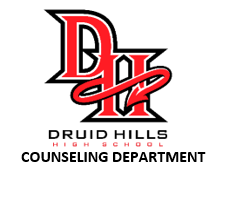 DH
DRUID HILLS
HIGH SCHOOL
COUNSELING DEPARTMENT